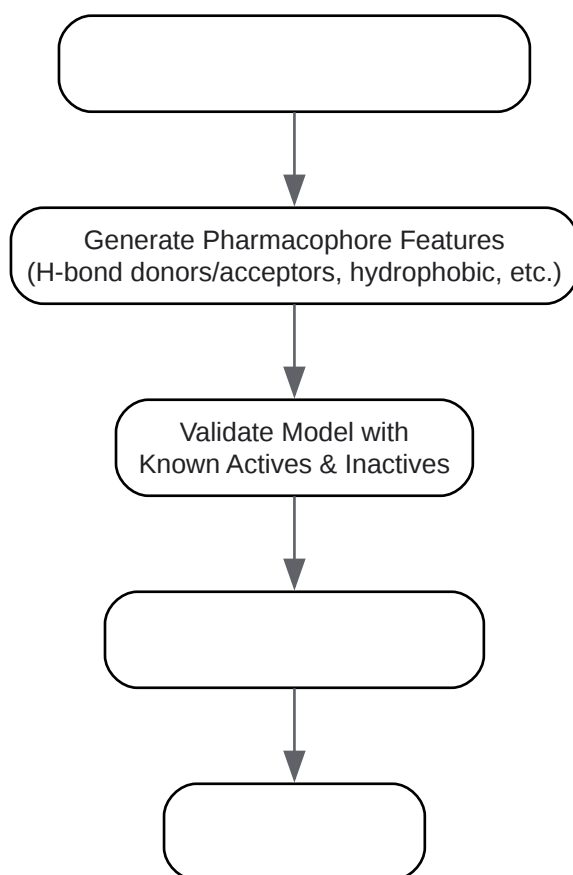 Generate Pharmacophore Features
(H-bond donors/acceptors, hydrophobic, etc.)
Validate Model with
Known Actives & Inactives